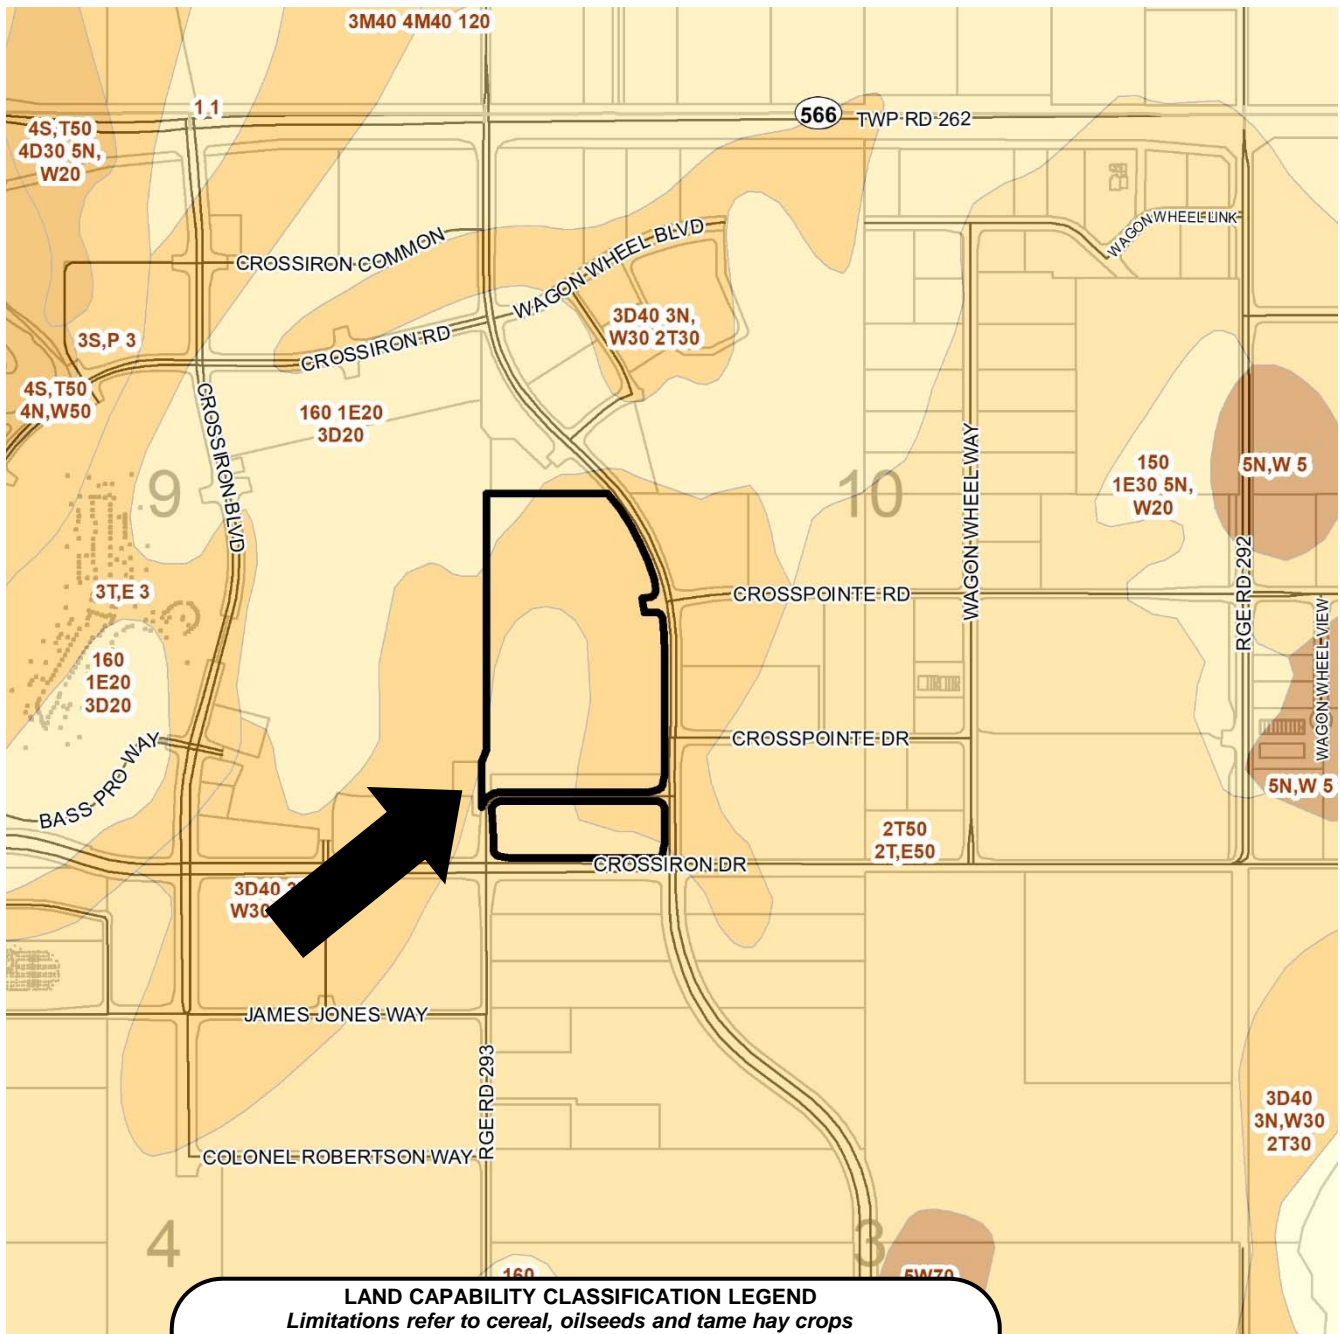 3M40 4M40 120
1,1
566
TWP RD 262
4S,T50
4D30 5N,
W20
WAGON WHEEL LINK
CROSSIRON COMMON
WAGON WHEEL BLVD
3D40 3N,
W30 2T30
3S,P 3
CROSSIRON RD
4S,T50
4N,W50
CROSSIRON BLVD
160 1E20
3D20
WAGON WHEEL WAY
150
1E30 5N,
W20
5N,W 5
9
10
RGE RD 292
3T,E 3
CROSSPOINTE RD
WAGON WHEEL VIEW
160
1E20
3D20
BASS PRO WAY
CROSSPOINTE DR
5N,W 5
2T50
2T,E50
CROSSIRON DR
3D40
W30
JAMES JONES WAY
RGE RD 293
3D40
3N,W30
2T30
COLONEL ROBERTSON WAY
4
3
160
5W70
LAND CAPABILITY CLASSIFICATION LEGEND
Limitations refer to cereal, oilseeds and tame hay crops